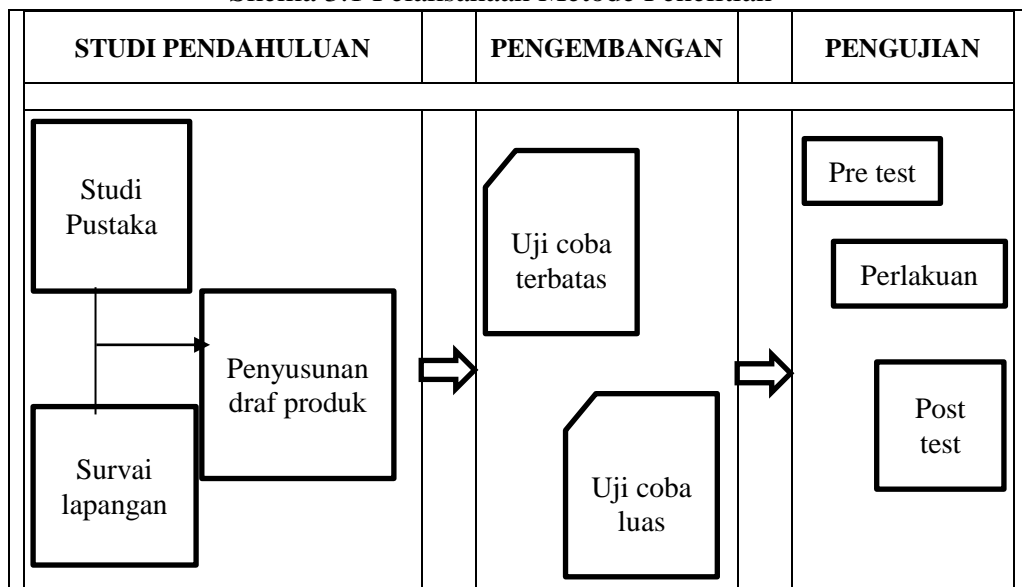 STUDI PENDAHULUAN
PENGEMBANGAN
PENGUJIAN
Studi
Pustaka
Survai
lapangan
Penyusunan
draf produk
Uji coba
terbatas
Uji coba
luas
Pre test
Perlakuan
Post
test